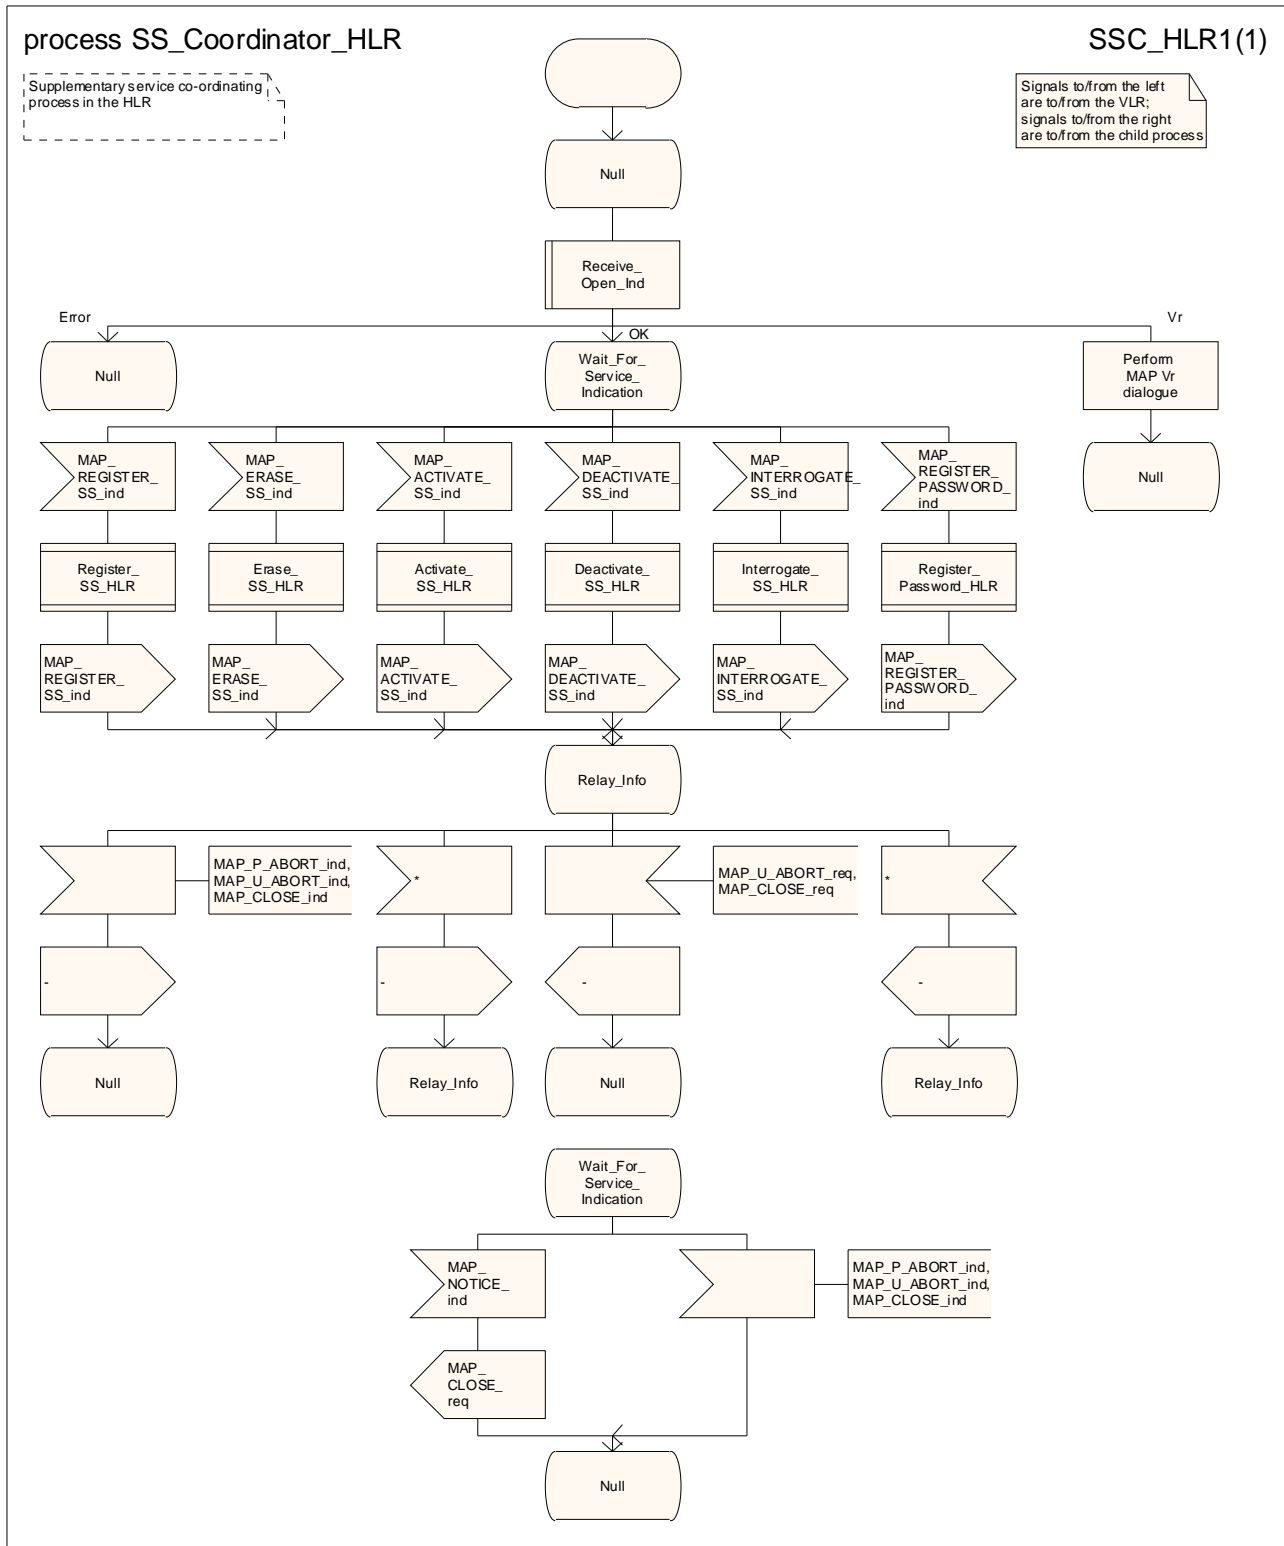 process SS_Coordinator_HLR
SSC_HLR1(1)
Supplementary service co-ordinating
process in the HLR
Signals to/from the left
are to/from the VLR;
signals to/from the right
are to/from the child process
Null
Receive_
Open_Ind
Error
OK
Vr
Null
Wait_For_
Service_
Indication
Perform
MAP Vr
dialogue
Null
MAP_
REGISTER_
SS_ind
MAP_
ERASE_
SS_ind
MAP_
ACTIVATE_
SS_ind
MAP_
DEACTIVATE_
SS_ind
MAP_
INTERROGATE_
SS_ind
MAP_
REGISTER_
PASSWORD_
ind
Register_
SS_HLR
Erase_
SS_HLR
Activate_
SS_HLR
Deactivate_
SS_HLR
Interrogate_
SS_HLR
Register_
Password_HLR
MAP_
REGISTER_
SS_ind
MAP_
ERASE_
SS_ind
MAP_
ACTIVATE_
SS_ind
MAP_
DEACTIVATE_
SS_ind
MAP_
INTERROGATE_
SS_ind
MAP_
REGISTER_
PASSWORD_
ind
Relay_Info
MAP_P_ABORT_ind,
MAP_U_ABORT_ind,
MAP_CLOSE_ind
*
MAP_U_ABORT_req,
MAP_CLOSE_req
*
-
-
-
-
Null
Relay_Info
Null
Relay_Info
Wait_For_
Service_
Indication
MAP_
NOTICE_
ind
MAP_P_ABORT_ind,
MAP_U_ABORT_ind,
MAP_CLOSE_ind
MAP_
CLOSE_
req
Null